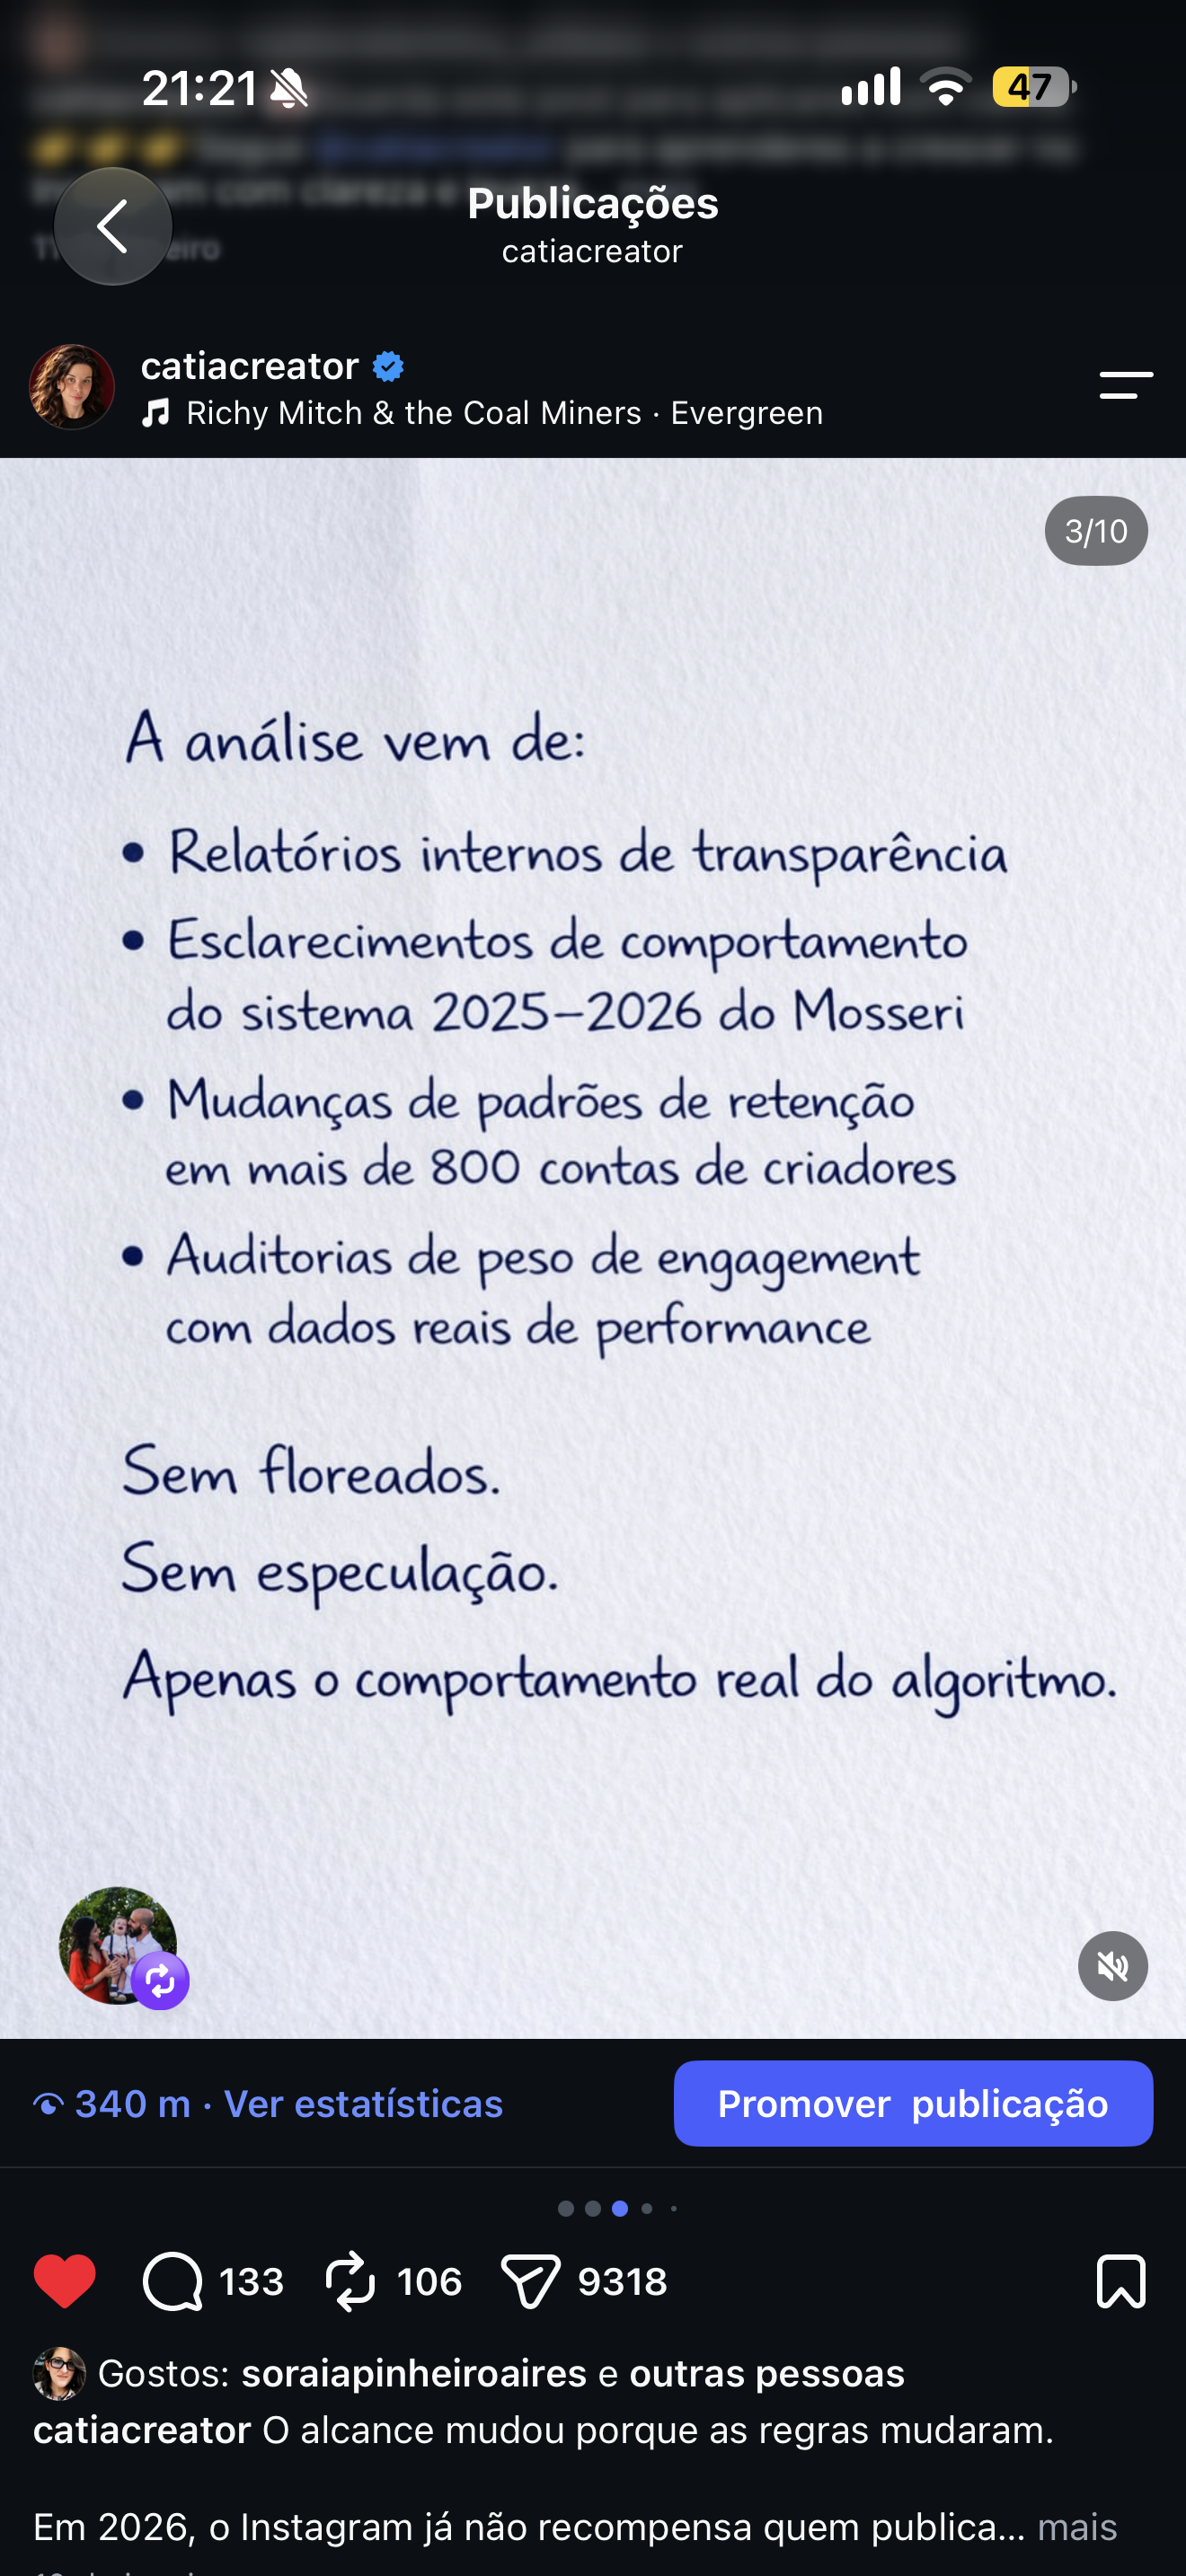 21:21
47
Publicações
catiacreator
catiacreator
Richy Mitch & the Coal Miners · Evergreen
3/10
A análise vem de:
• Relatórios internos de transparência
• Esclarecimentos de comportamento
do sistema 2025–2026 do Mosseri
• Mudanças de padrões de retenção
em mais de 800 contas de criadores
• Auditorias de peso de engagement
com dados reais de performance
Sem floreados.
Sem especulação.
Apenas o comportamento real do algoritmo.
340 m · Ver estatísticas
Promover publicação
133
106
9318
Gostos: soraiapinheiroaires e outras pessoas
catiacreator O alcance mudou porque as regras mudaram.
Em 2026, o Instagram já não recompensa quem publica... mais